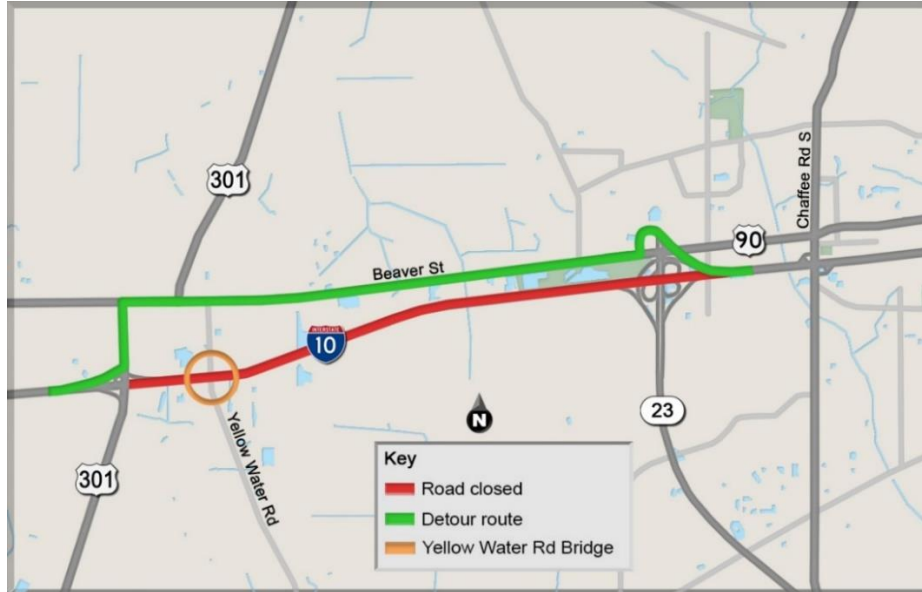 301
Chaffee Rd S
90
Beaver St
INTERSTATE
10
N
23
Yellow Water Rd
301
Key
Road closed
Detour route
Yellow Water Rd Bridge